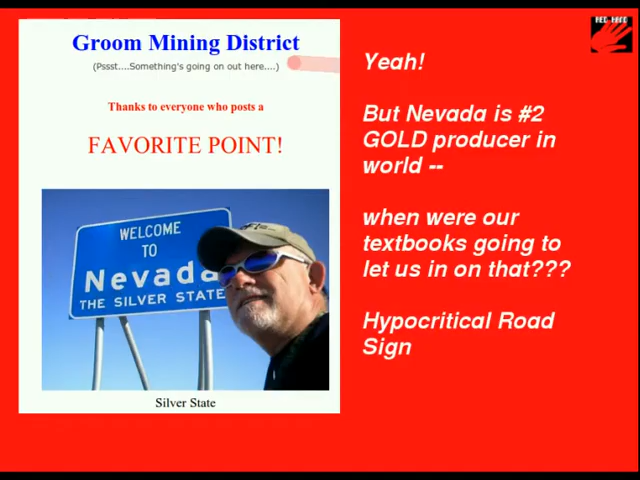 Groom Mining District
(Pssst....Something's going on out here....)
Thanks to everyone who posts a
FAVORITE POINT!
WELCOME
TO
Nevada
THE SILVER STATE
Silver State
RED HAND
Yeah!
But Nevada is #2
GOLD producer in
world --
when were our
textbooks going to
let us in on that???
Hypocritical Road
Sign